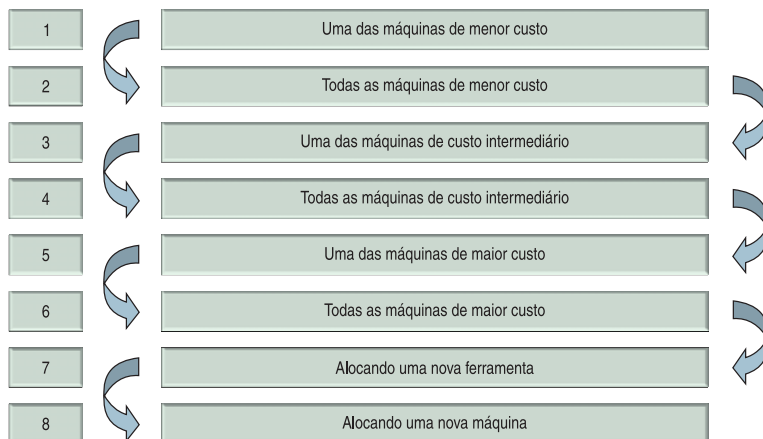 1 Uma das máquinas de menor custo
2 Todas as máquinas de menor custo
3 Uma das máquinas de custo intermediário
4 Todas as máquinas de custo intermediário
5 Uma das máquinas de maior custo
6 Todas as máquinas de maior custo
7 Alocando uma nova ferramenta
8 Alocando uma nova máquina